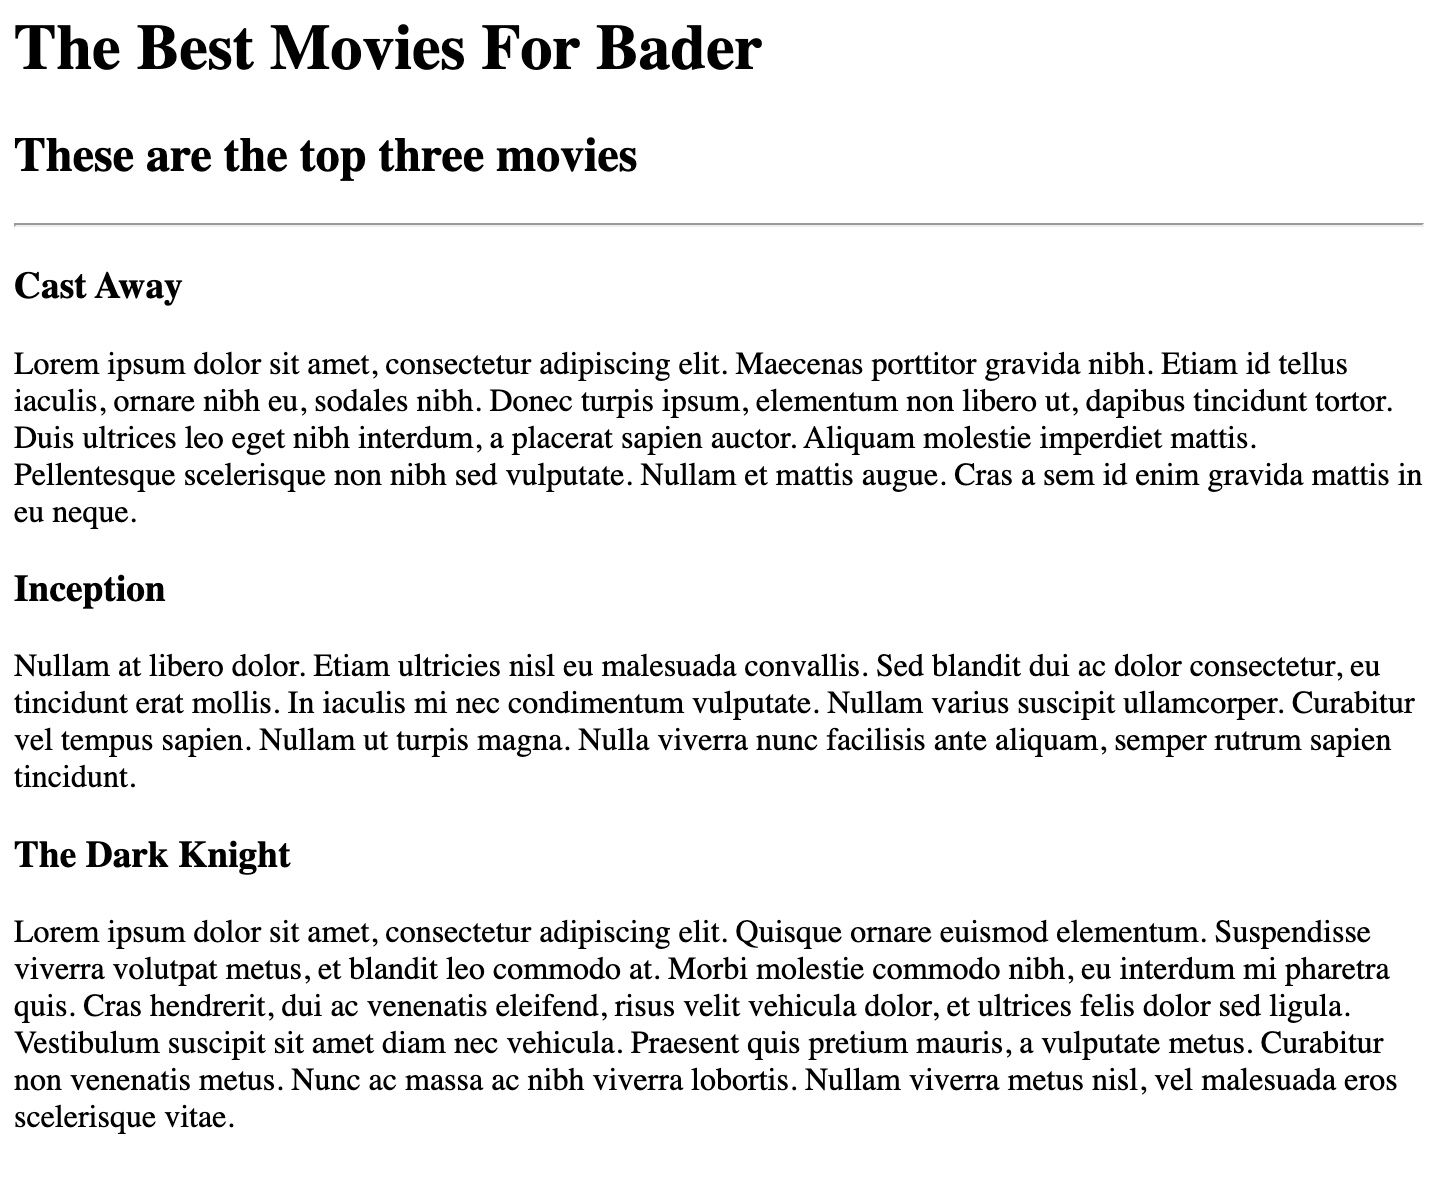 The Best Movies For Bader
These are the top three movies
Cast Away
Lorem ipsum dolor sit amet, consectetur adipiscing elit. Maecenas porttitor gravida nibh. Etiam id tellus
iaculis, ornare nibh eu, sodales nibh. Donec turpis ipsum, elementum non libero ut, dapibus tincidunt tortor.
Duis ultrices leo eget nibh interdum, a placerat sapien auctor. Aliquam molestie imperdiet mattis.
Pellentesque scelerisque non nibh sed vulputate. Nullam et mattis augue. Cras a sem id enim gravida mattis in
eu neque.
Inception
Nullam at libero dolor. Etiam ultricies nisl eu malesuada convallis. Sed blandit dui ac dolor consectetur, eu
tincidunt erat mollis. In iaculis mi nec condimentum vulputate. Nullam varius suscipit ullamcorper. Curabitur
vel tempus sapien. Nullam ut turpis magna. Nulla viverra nunc facilisis ante aliquam, semper rutrum sapien
tincidunt.
The Dark Knight
Lorem ipsum dolor sit amet, consectetur adipiscing elit. Quisque ornare euismod elementum. Suspendisse
viverra volutpat metus, et blandit leo commodo at. Morbi molestie commodo nibh, eu interdum mi pharetra
quis. Cras hendrerit, dui ac venenatis eleifend, risus velit vehicula dolor, et ultrices felis dolor sed ligula.
Vestibulum suscipit sit amet diam nec vehicula. Praesent quis pretium mauris, a vulputate metus. Curabitur
non venenatis metus. Nunc ac massa ac nibh viverra lobortis. Nullam viverra metus nisl, vel malesuada eros
scelerisque vitae.